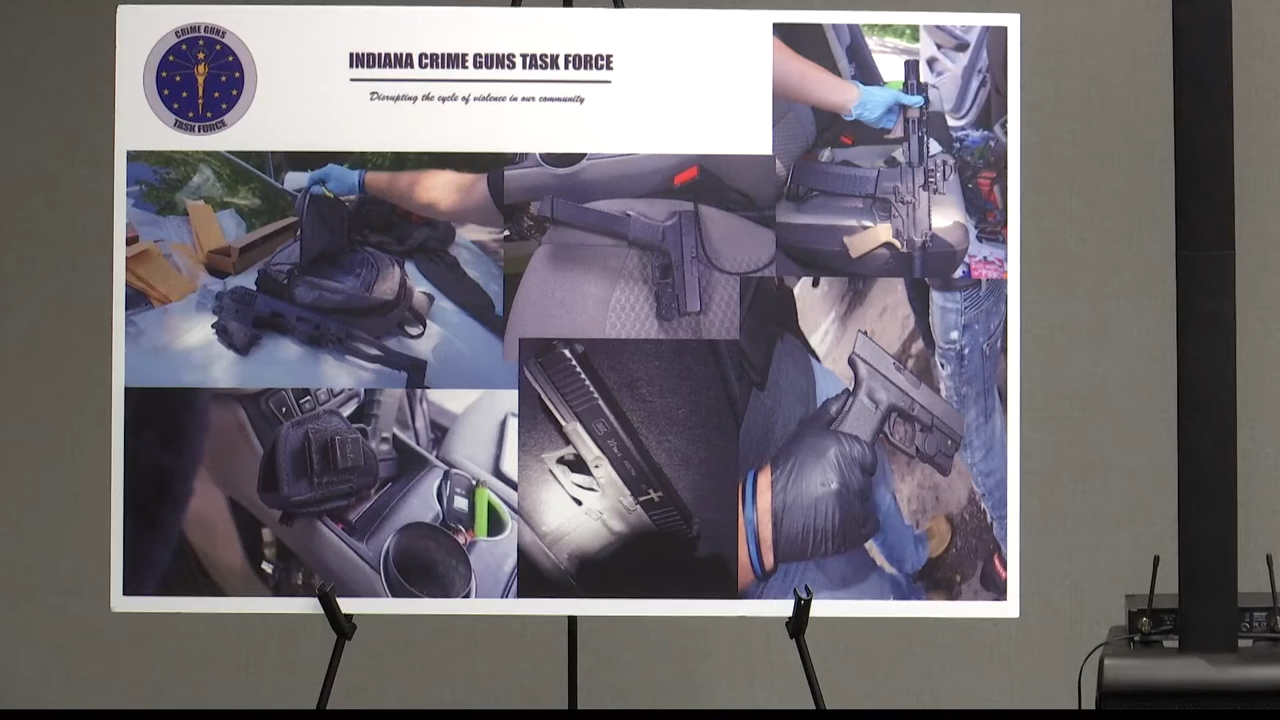 CRIME GUNS
TASK FORCE
INDIANA CRIME GUNS TASK FORCE
Disrupting the cycle of violence in our community